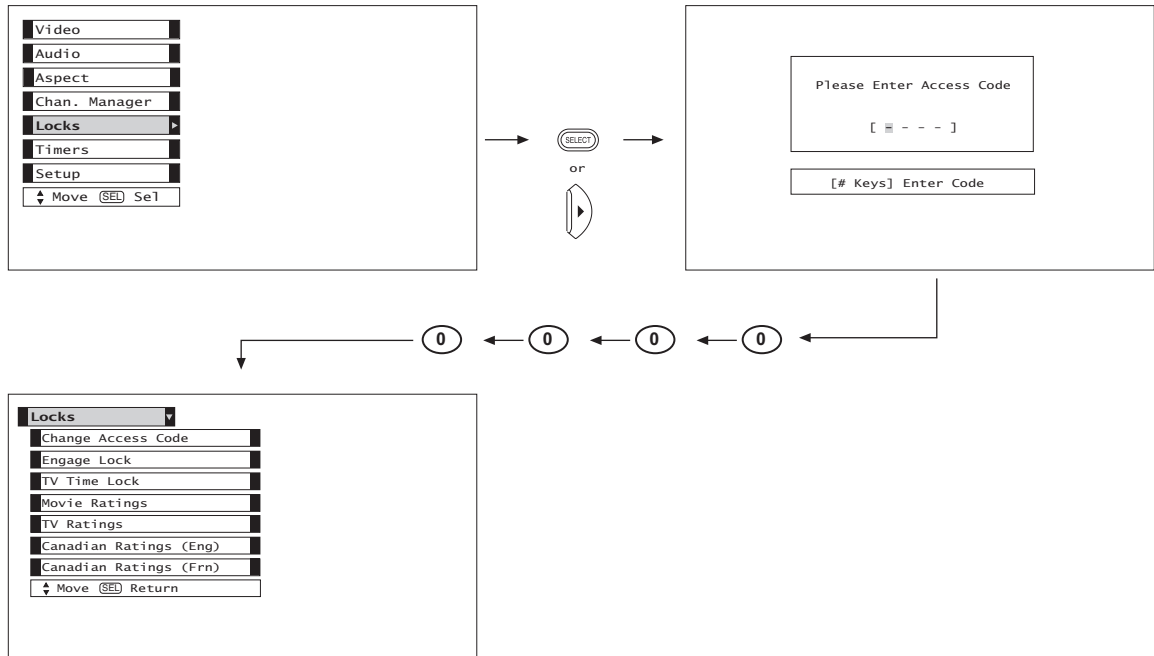 Video
Audio
Aspect
Chan. Manager
Locks
Timers
Setup
Move SEL Sel
SELECT
or
Please Enter Access Code
[ - - - - ]
[# Keys] Enter Code
0 0 0 0
Locks
Change Access Code
Engage Lock
TV Time Lock
Movie Ratings
TV Ratings
Canadian Ratings (Eng)
Canadian Ratings (Frn)
Move SEL Return